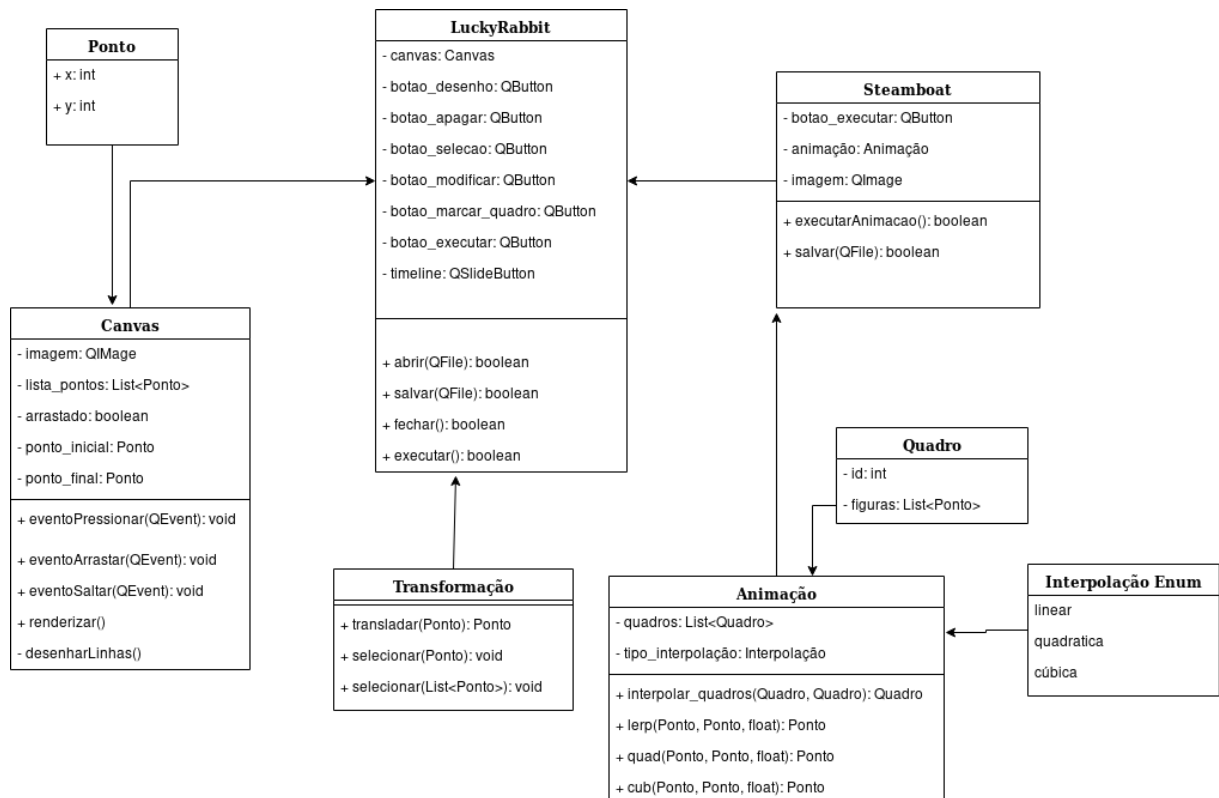 Ponto
+ x: int
+ y: int
LuckyRabbit
- canvas: Canvas
- botao_desenho: QButton
- botao_apagar: QButton
- botao_selecao: QButton
- botao_modificar: QButton
- botao_marcar_quadro: QButton
- botao_executar: QButton
- timeline: QSlideButton
+ abrir(QFile): boolean
+ salvar(QFile): boolean
+ fechar(): boolean
+ executar(): boolean
Steamboat
- botao_executar: QButton
- animação: Animação
- imagem: QImage
+ executarAnimacao(): boolean
+ salvar(QFile): boolean
Canvas
- imagem: QIMage
- lista_pontos: List<Ponto>
- arrastado: boolean
- ponto_inicial: Ponto
- ponto_final: Ponto
+ eventoPressionar(QEvent): void
+ eventoArrastar(QEvent): void
+ eventoSaltar(QEvent): void
+ renderizar()
- desenharLinhas()
Quadro
- id: int
- figuras: List<Ponto>
Transformação
+ transladar(Ponto): Ponto
+ selecionar(Ponto): void
+ selecionar(List<Ponto>): void
Animação
- quadros: List<Quadro>
- tipo_interpolação: Interpolação
+ interpolar_quadros(Quadro, Quadro): Quadro
+ lerp(Ponto, Ponto, float): Ponto
+ quad(Ponto, Ponto, float): Ponto
+ cub(Ponto, Ponto, float): Ponto
Interpolação Enum
linear
quadratica
cúbica